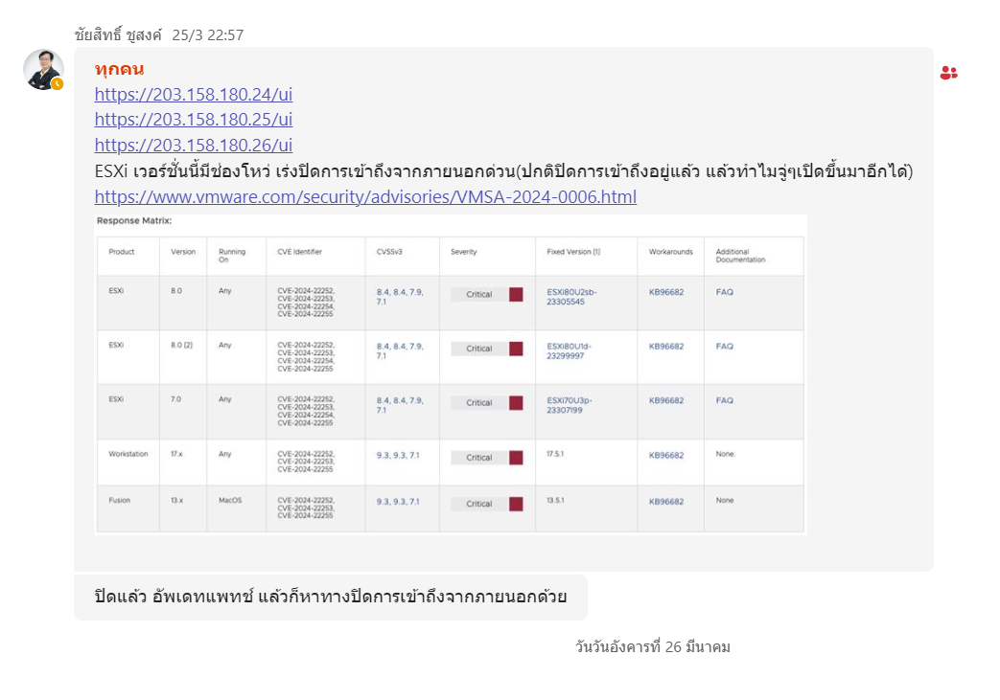 ชัยสิทธิ์ ชูสงค์ 25/3 22:57
ทุกคน
https://203.158.180.24/ui
https://203.158.180.25/ui
https://203.158.180.26/ui
ESXi เวอร์ชั่นนี้มีช่องโหว่ เร่งปิดการเข้าถึงจากภายนอกด่วน(ปกติปิดการเข้าถึงอยู่แล้ว แล้วทำไมจู่ๆเปิดขึ้นมาอีกได้)
https://www.vmware.com/security/advisories/VMSA-2024-0006.html
Response Matrix:
Product Version Running On CVE Identifier CVSSv3 Severity Fixed Version [1] Workarounds Additional Documentation
ESXi 8.0 Any CVE-2024-22252, CVE-2024-22253, CVE-2024-22254, CVE-2024-22255 8.4, 8.4, 7.9, 7.1 Critical ESXi80U2sb-23305545 KB96682 FAQ
ESXi 8.0 [2] Any CVE-2024-22252, CVE-2024-22253, CVE-2024-22254, CVE-2024-22255 8.4, 8.4, 7.9, 7.1 Critical ESXi80U1d-23299997 KB96682 FAQ
ESXi 7.0 Any CVE-2024-22252, CVE-2024-22253, CVE-2024-22254, CVE-2024-22255 8.4, 8.4, 7.9, 7.1 Critical ESXi70U3p-23307199 KB96682 FAQ
Workstation 17.x Any CVE-2024-22252, CVE-2024-22253, CVE-2024-22255 9.3, 9.3, 7.1 Critical 17.5.1 KB96682 None.
Fusion 13.x MacOS CVE-2024-22252, CVE-2024-22253, CVE-2024-22255 9.3, 9.3, 7.1 Critical 13.5.1 KB96682 None
ปิดแล้ว อัพเดทแพทช์ แล้วก็หาทางปิดการเข้าถึงจากภายนอกด้วย
วันวันอังคารที่ 26 มีนาคม